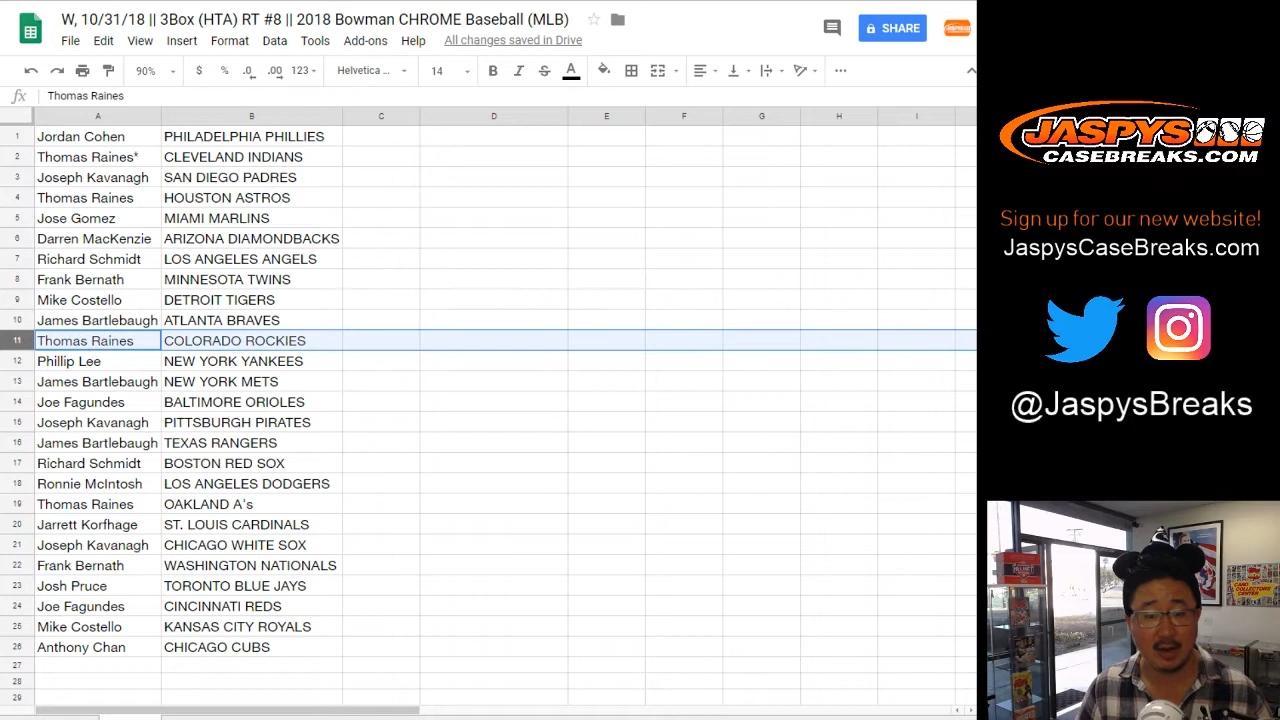 W, 10/31/18 || 3Box (HTA) RT #8 || 2018 Bowman CHROME Baseball (MLB)
SHARE
File Edit View Insert Format Data Tools Add-ons Help All changes saved in Drive
90% $ % .0 .00 123 Helvetica ... 14 B I S A
fx Thomas Raines
A B C D E F G H I
1 Jordan Cohen PHILADELPHIA PHILLIES
2 Thomas Raines* CLEVELAND INDIANS
3 Joseph Kavanagh SAN DIEGO PADRES
4 Thomas Raines HOUSTON ASTROS
5 Jose Gomez MIAMI MARLINS
6 Darren MacKenzie ARIZONA DIAMONDBACKS
7 Richard Schmidt LOS ANGELES ANGELS
8 Frank Bernath MINNESOTA TWINS
9 Mike Costello DETROIT TIGERS
10 James Bartlebaugh ATLANTA BRAVES
11 Thomas Raines COLORADO ROCKIES
12 Phillip Lee NEW YORK YANKEES
13 James Bartlebaugh NEW YORK METS
14 Joe Fagundes BALTIMORE ORIOLES
15 Joseph Kavanagh PITTSBURGH PIRATES
16 James Bartlebaugh TEXAS RANGERS
17 Richard Schmidt BOSTON RED SOX
18 Ronnie McIntosh LOS ANGELES DODGERS
19 Thomas Raines OAKLAND A's
20 Jarrett Korfhage ST. LOUIS CARDINALS
21 Joseph Kavanagh CHICAGO WHITE SOX
22 Frank Bernath WASHINGTON NATIONALS
23 Josh Pruce TORONTO BLUE JAYS
24 Joe Fagundes CINCINNATI REDS
25 Mike Costello KANSAS CITY ROYALS
26 Anthony Chan CHICAGO CUBS
27
28
29
JASPYS
CASEBREAKS.COM
Sign up for our new website!
JaspysCaseBreaks.com
@JaspysBreaks